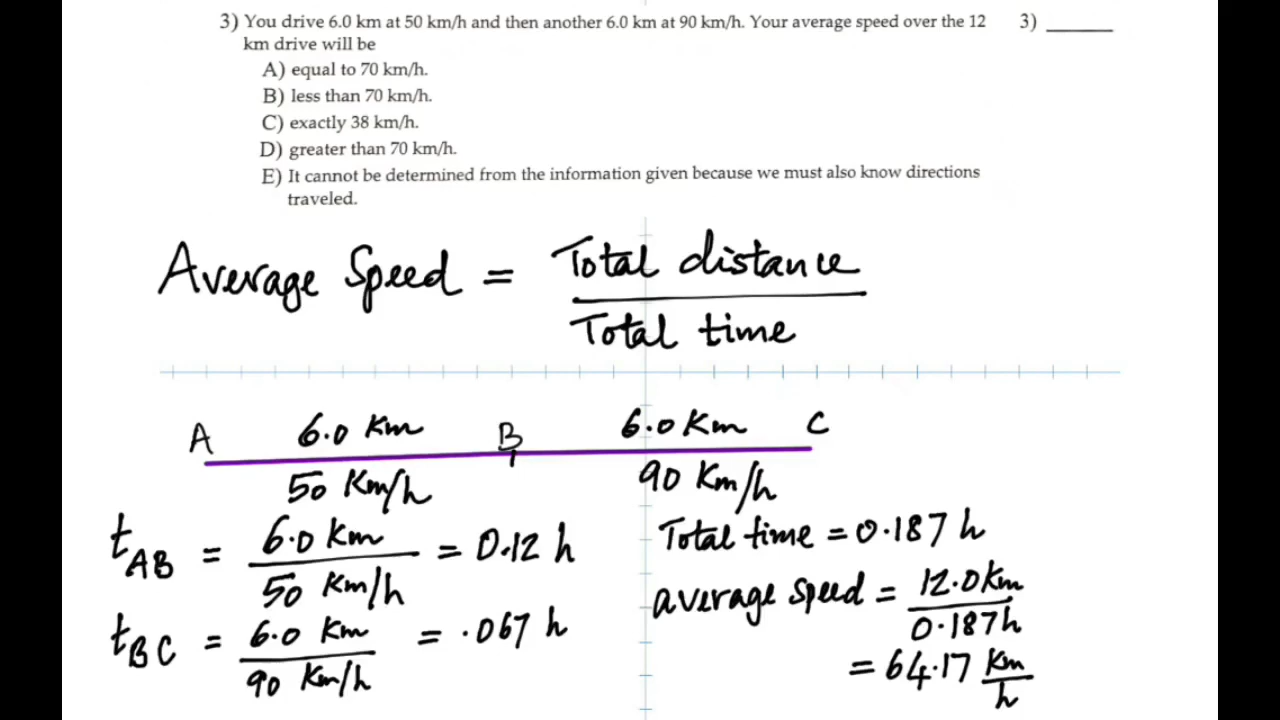 3) You drive 6.0 km at 50 km/h and then another 6.0 km at 90 km/h. Your average speed over the 12 3) ______
km drive will be
A) equal to 70 km/h.
B) less than 70 km/h.
C) exactly 38 km/h.
D) greater than 70 km/h.
E) It cannot be determined from the information given because we must also know directions
traveled.
Average Speed = Total distance
Total time
A 6.0 Km B 6.0 Km C
50 Km/h 90 Km/h
t_AB = 6.0 Km / 50 Km/h = 0.12 h
t_BC = 6.0 Km / 90 Km/h = .067 h
Total time = 0.187 h
average speed = 12.0 Km / 0.187 h
= 64.17 Km/h